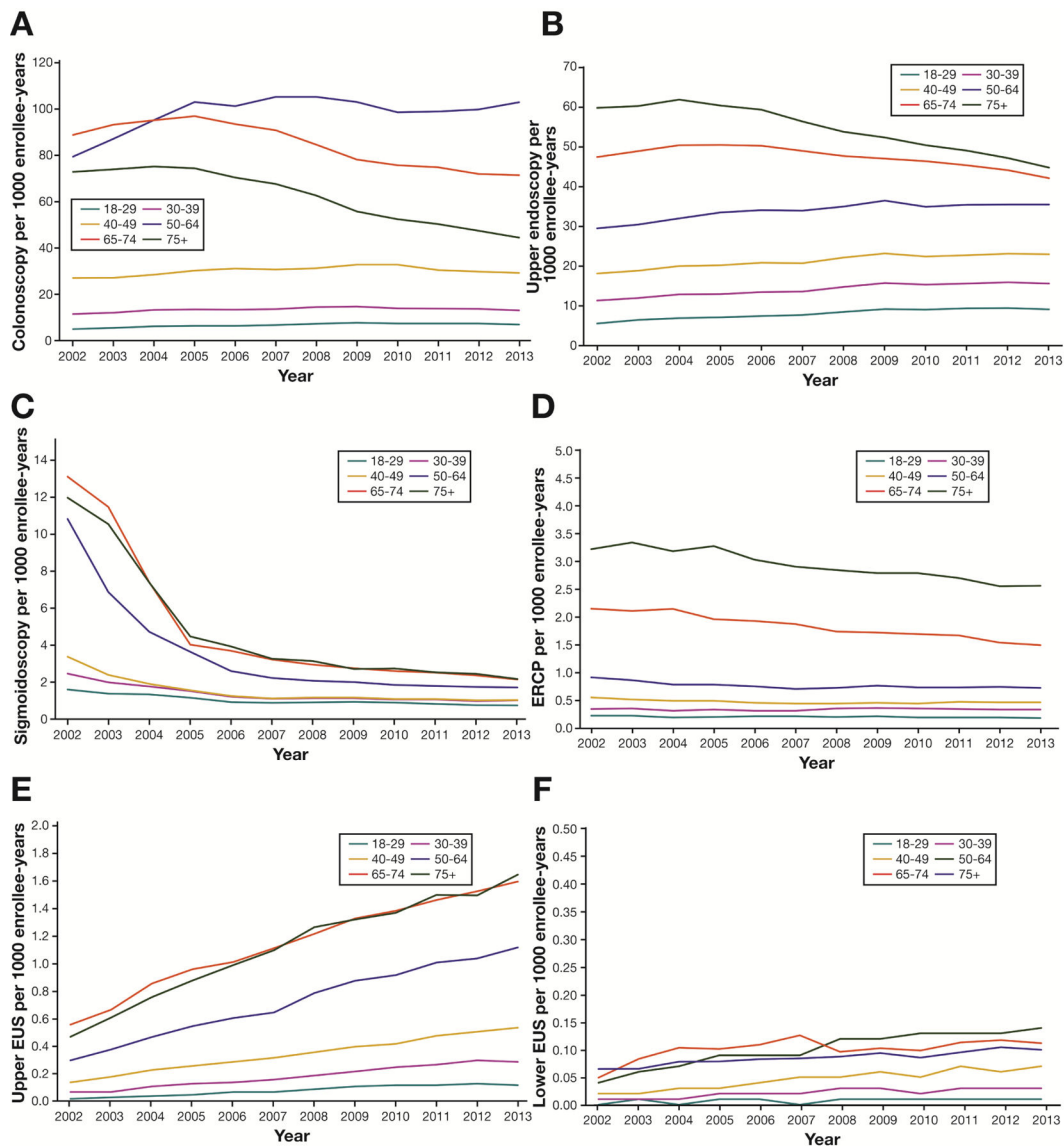 A
Colonoscopy per 1000 enrollee-years
120
100
80
60
40
20
0
18-29 30-39
40-49 50-64
65-74 75+
2002 2003 2004 2005 2006 2007 2008 2009 2010 2011 2012 2013
Year
B
Upper endoscopy per
1000 enrollee-years
70
60
50
40
30
20
10
0
18-29 30-39
40-49 50-64
65-74 75+
2002 2003 2004 2005 2006 2007 2008 2009 2010 2011 2012 2013
Year
C
Sigmoidoscopy per 1000 enrollee-years
14
12
10
8
6
4
2
0
18-29 30-39
40-49 50-64
65-74 75+
2002 2003 2004 2005 2006 2007 2008 2009 2010 2011 2012 2013
Year
D
ERCP per 1000 enrollee-years
5.0
4.5
4.0
3.5
3.0
2.5
2.0
1.5
1.0
0.5
0.0
18-29 30-39
40-49 50-64
65-74 75+
2002 2003 2004 2005 2006 2007 2008 2009 2010 2011 2012 2013
Year
E
Upper EUS per 1000 enrollee-years
2.0
1.8
1.6
1.4
1.2
1.0
0.8
0.6
0.4
0.2
0.0
18-29 30-39
40-49 50-64
65-74 75+
2002 2003 2004 2005 2006 2007 2008 2009 2010 2011 2012 2013
Year
F
Lower EUS per 1000 enrollee-years
0.50
0.45
0.40
0.35
0.30
0.25
0.20
0.15
0.10
0.05
0.00
18-29 30-39
40-49 50-64
65-74 75+
2002 2003 2004 2005 2006 2007 2008 2009 2010 2011 2012 2013
Year